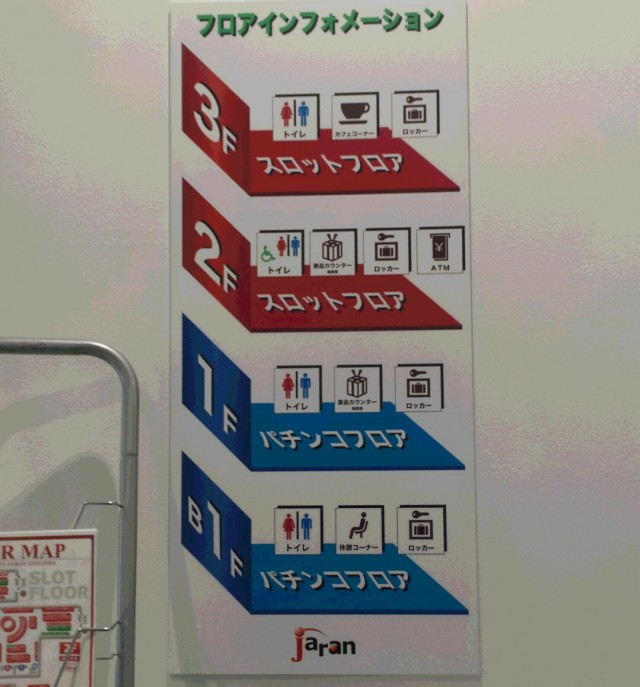 フロアインフォメーション
3F
トイレ
カフェコーナー
ロッカー
スロットフロア
2F
トイレ
景品カウンター
ロッカー
ATM
スロットフロア
1F
トイレ
景品カウンター
ロッカー
パチンコフロア
B1F
トイレ
休憩コーナー
ロッカー
パチンコフロア
jaran
R MAP
SLOT
FLOOR